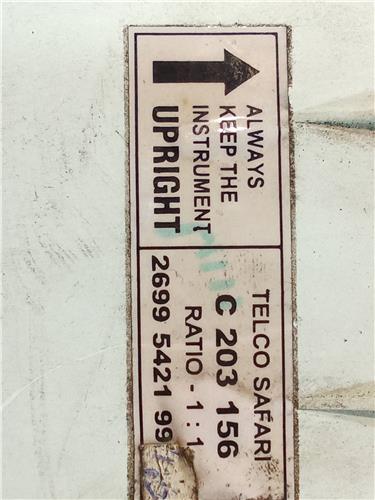 ALWAYS
KEEP THE
INSTRUMENT
UPRIGHT
TELCO SAFARI
C 203 156
RATIO - 1 : 1
2699 5421 99